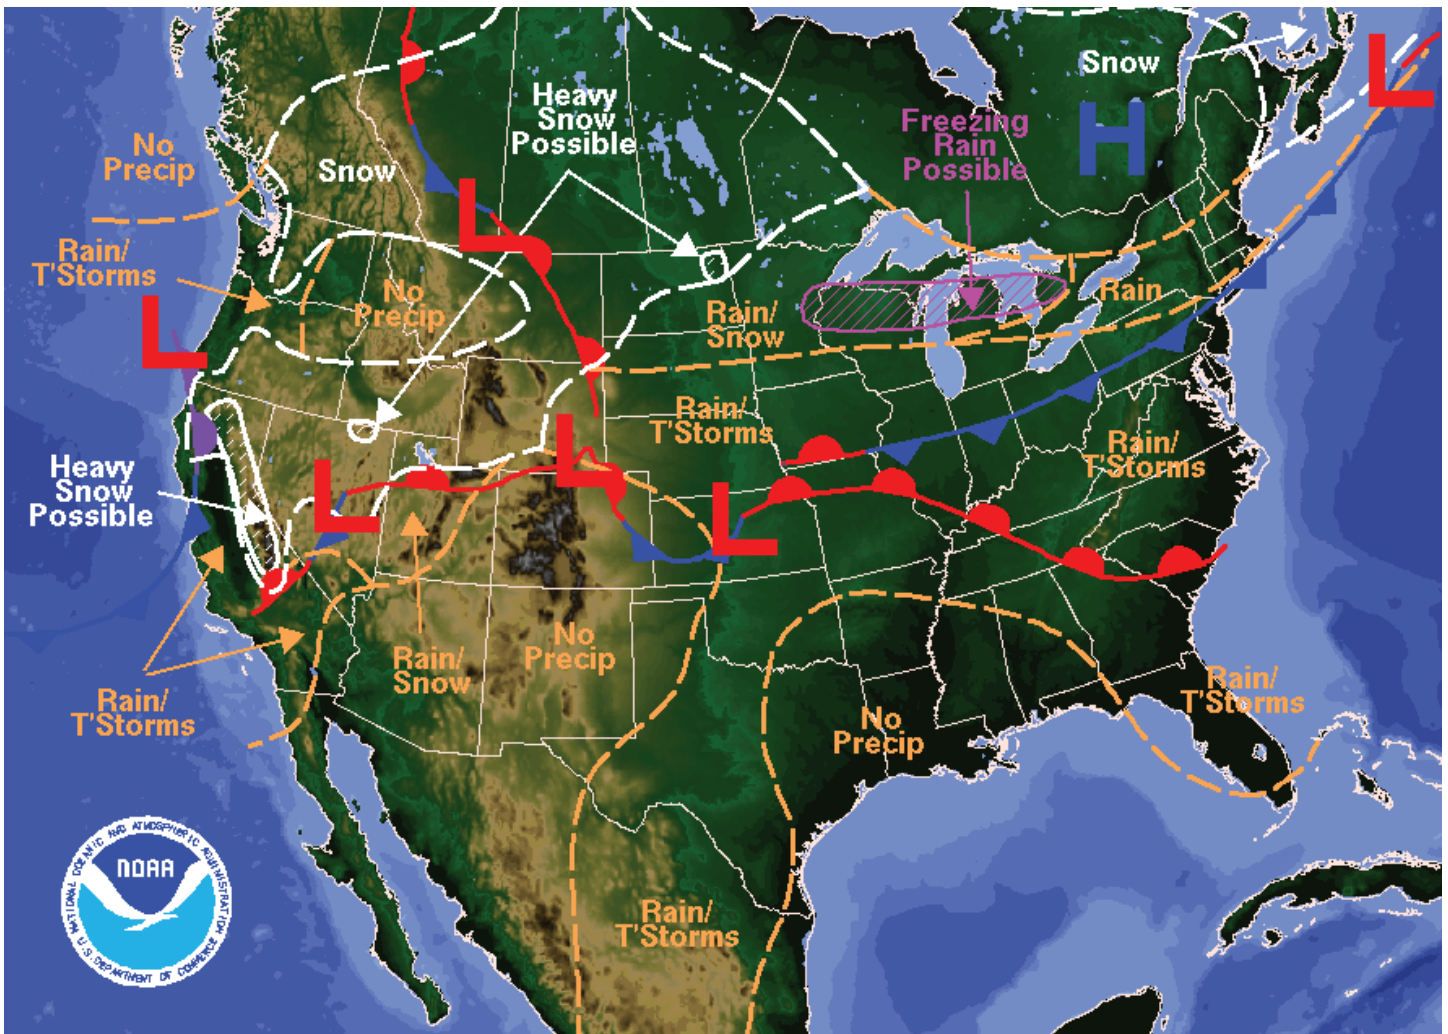 Snow
L
Heavy
Snow
Possible
Freezing
Rain
Possible
H
No
Precip
Snow
L
Rain/
T'Storms
No
Precip
L
Rain/
Snow
Rain
Rain/
T'Storms
L
Rain/
T'Storms
Heavy
Snow
Possible
L
L
Rain/
Snow
No
Precip
Rain/
T'Storms
No
Precip
Rain/
T'Storms
Rain/
T'Storms
NATIONAL OCEANIC AND ATMOSPHERIC ADMINISTRATION
NOAA
U.S. DEPARTMENT OF COMMERCE